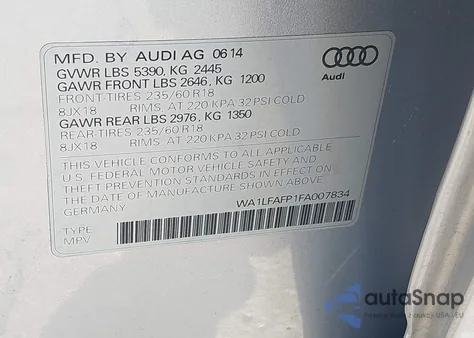 MFD. BY AUDI AG 06 14
GVWR LBS 5390, KG 2445
GAWR FRONT LBS 2646, KG 1200
FRONT-TIRES 235/60 R18
8JX18 RIMS, AT 220 KPA 32 PSI COLD
GAWR REAR LBS 2976, KG 1350
REAR-TIRES 235/60 R18
8JX18 RIMS, AT 220 KPA 32 PSI COLD
THIS VEHICLE CONFORMS TO ALL APPLICABLE
U.S. FEDERAL MOTOR VEHICLE SAFETY AND
THEFT PREVENTION STANDARDS IN EFFECT ON
THE DATE OF MANUFACTURE SHOWN ABOVE
WA1LFAFP1FA007834
TYPE
MPV
Audi
autoSnap